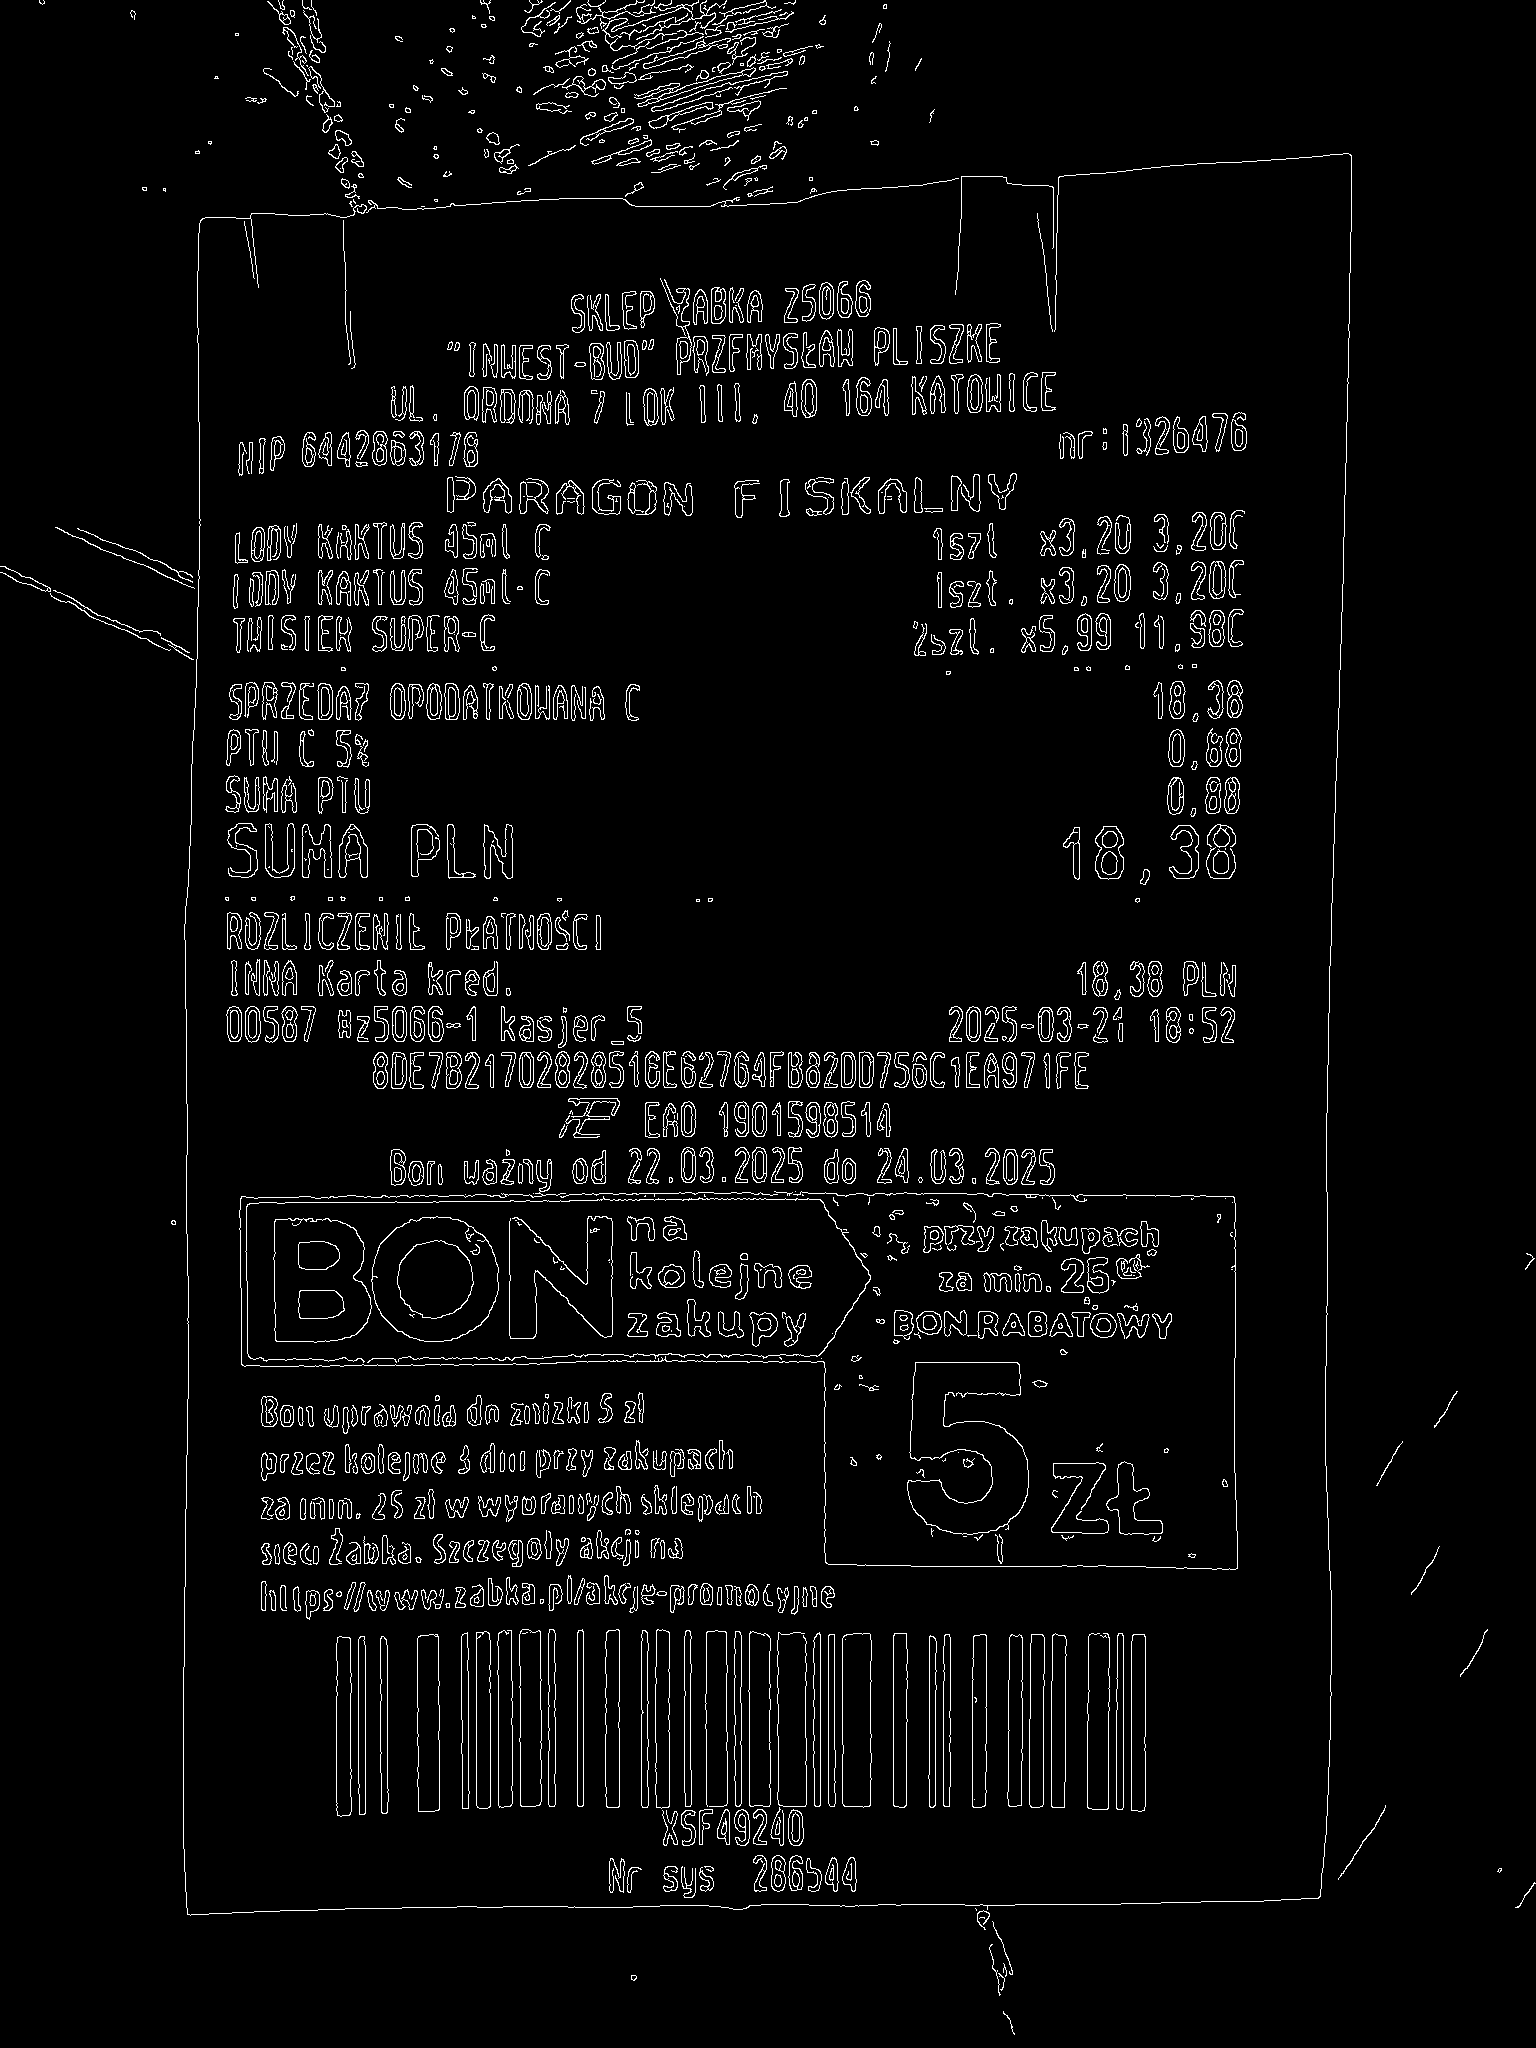 SKLEP ŻABKA Z5066
"INWEST-BUD" PRZEMYSŁAW PLISZKE
UL. ORDONA 7 LOK III, 40 164 KATOWICE
NIP 6442863178 nr:i326476
PARAGON FISKALNY
LODY KAKTUS 45ml C 1szt x3,20 3,20C
LODY KAKTUS 45ml-C 1szt. x3,20 3,20C
TWISTER SUPER-C 2szt. x5,99 11,98C
SPRZEDAŻ OPODATKOWANA C 18,38
PTU C 5% 0,88
SUMA PTU 0,88
SUMA PLN 18,38
ROZLICZENIE PŁATNOŚCI
INNA Karta kred. 18,38 PLN
00587 #z5066-1 kasjer_5 2025-03-21 18:52
8DE7B21702828516E62764FB82DD756C1EA971FE
EAO 1901598514
Bon ważny od 22.03.2025 do 24.03.2025
BON na
kolejne
zakupy
przy zakupach
za min. 25
BON RABATOWY
5 ZŁ
Bon uprawnia do zniżki 5 zł
przez kolejne 3 dni przy zakupach
za min. 25 zł w wybranych sklepach
sieci Żabka. Szczegóły akcji na
https://www.zabka.pl/akcje-promocyjne
XSF49240
Nr sys 286544